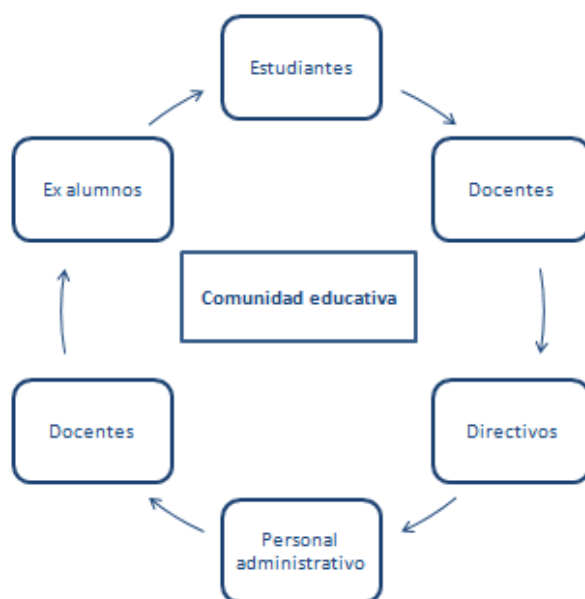 Estudiantes
Ex alumnos
Docentes
Comunidad educativa
Docentes
Directivos
Personal
administrativo